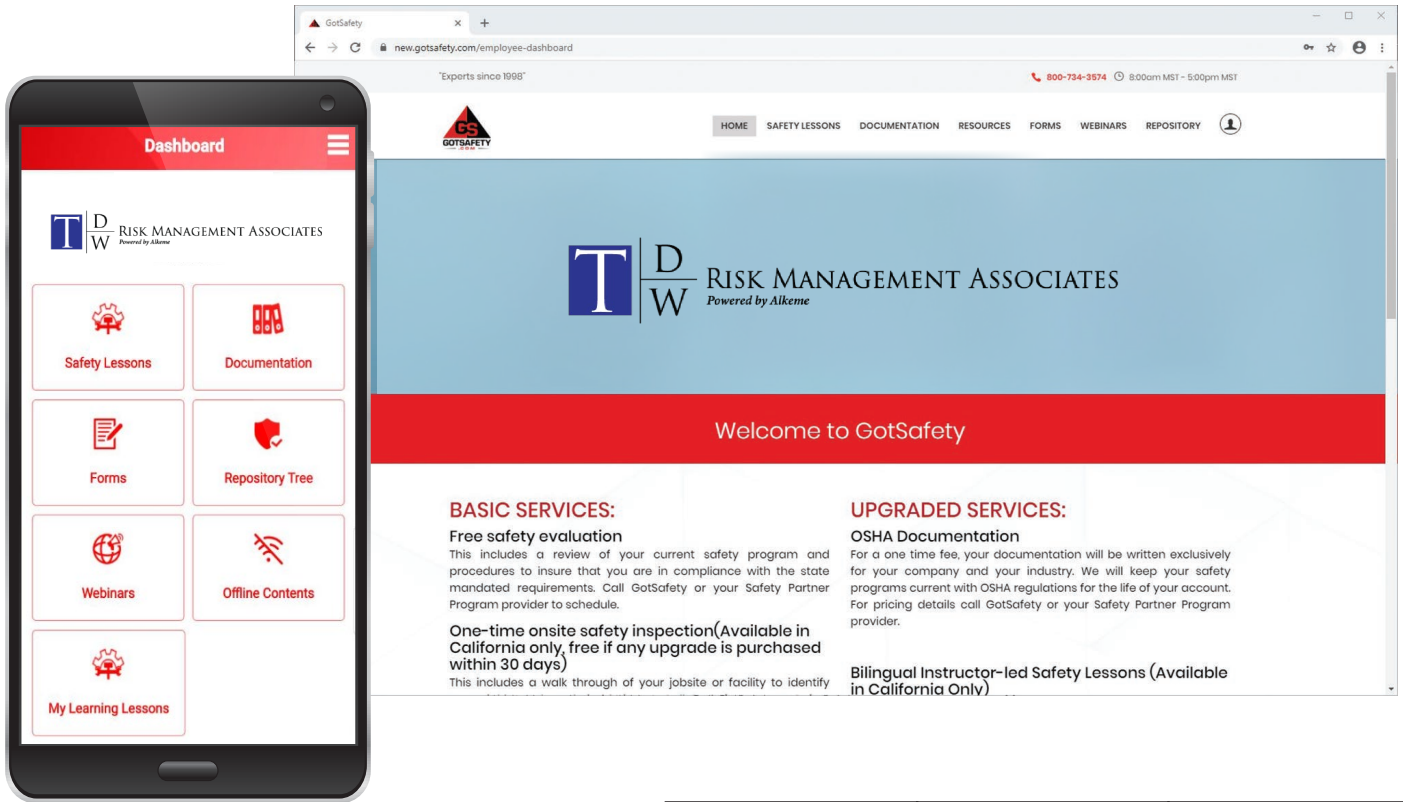 GotSafety
new.gotsafety.com/employee-dashboard
"Experts since 1998"
800-734-3574
8:00am MST - 5:00pm MST
GS
GOTSAFETY
.COM
HOME
SAFETY LESSONS
DOCUMENTATION
RESOURCES
FORMS
WEBINARS
REPOSITORY
T D W RISK MANAGEMENT ASSOCIATES
Powered by Alkeme
Welcome to GotSafety
BASIC SERVICES:
Free safety evaluation
This includes a review of your current safety program and
procedures to insure that you are in compliance with the state
mandated requirements. Call GotSafety or your Safety Partner
Program provider to schedule.
One-time onsite safety inspection(Available in
California only, free if any upgrade is purchased
within 30 days)
This includes a walk through of your jobsite or facility to identify
UPGRADED SERVICES:
OSHA Documentation
For a one time fee, your documentation will be written exclusively
for your company and your industry. We will keep your safety
programs current with OSHA regulations for the life of your account.
For pricing details call GotSafety or your Safety Partner Program
provider.
Bilingual Instructor-led Safety Lessons (Available
in California Only)
Dashboard
T D W RISK MANAGEMENT ASSOCIATES
Powered by Alkeme
Safety Lessons
Documentation
Forms
Repository Tree
Webinars
Offline Contents
My Learning Lessons